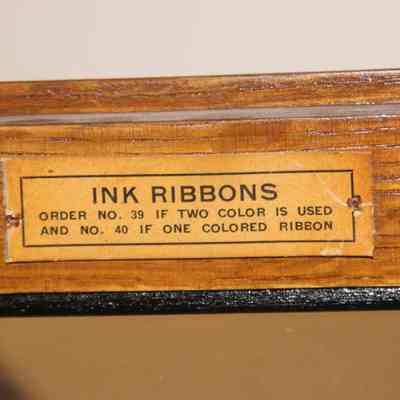 INK RIBBONS
ORDER NO. 39 IF TWO COLOR IS USED
AND NO. 40 IF ONE COLORED RIBBON